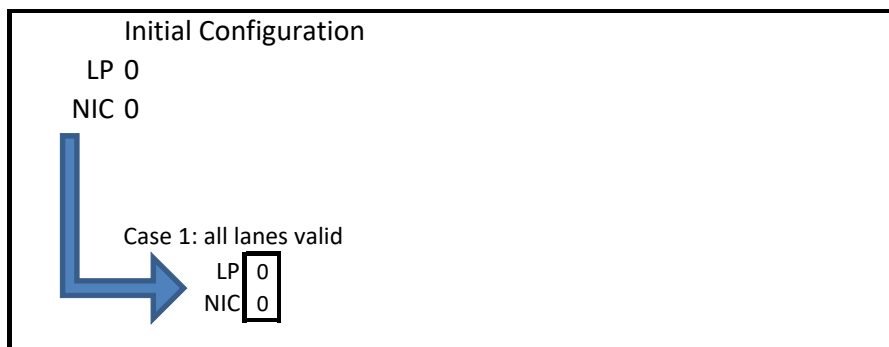 Initial Configuration
LP 0
NIC 0
Case 1: all lanes valid
LP 0
NIC 0